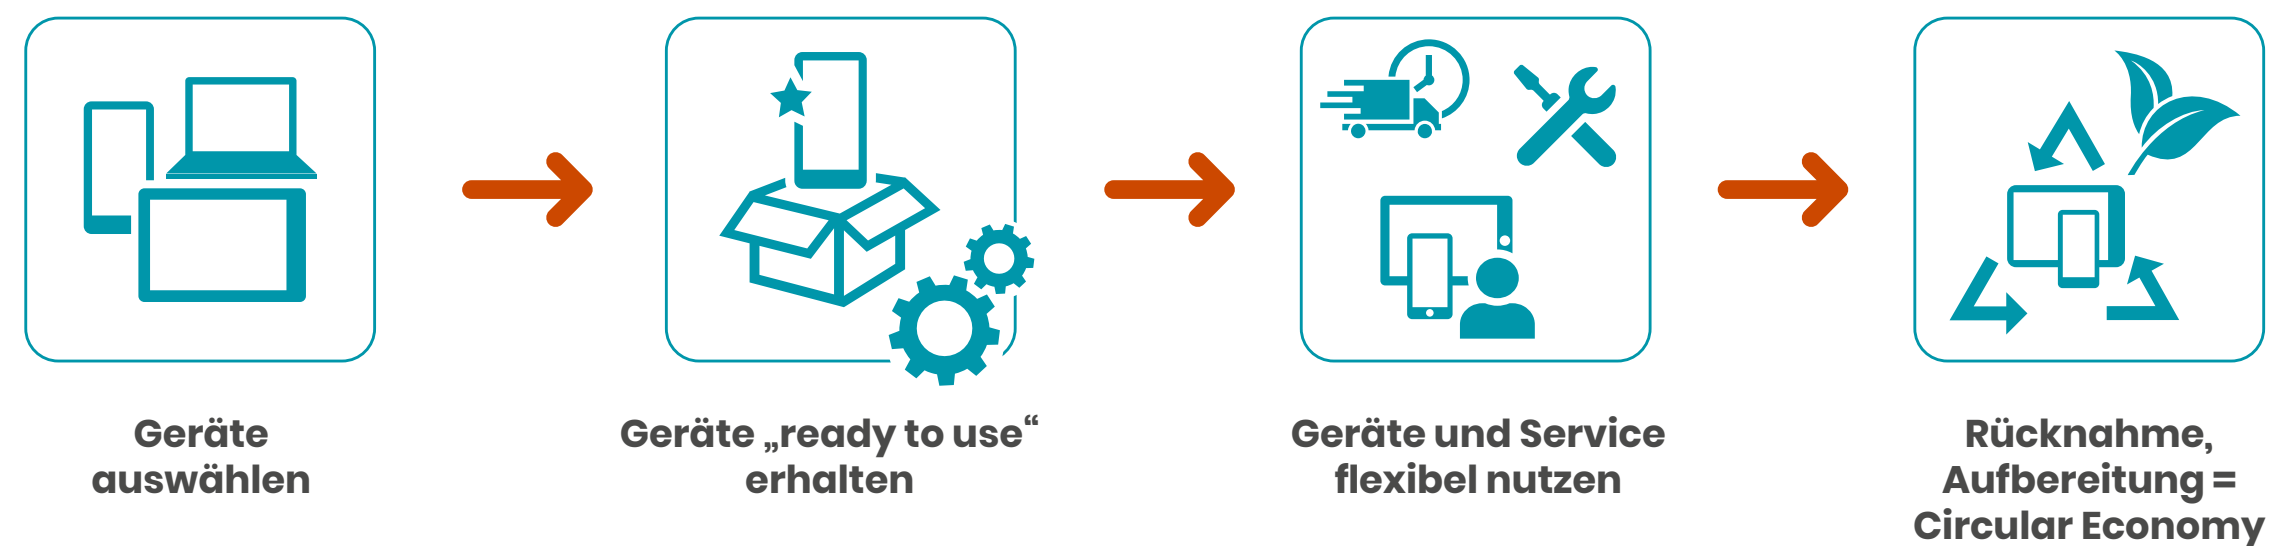 Geräte
auswählen
Geräte „ready to use“
erhalten
Geräte und Service
flexibel nutzen
Rücknahme,
Aufbereitung =
Circular Economy